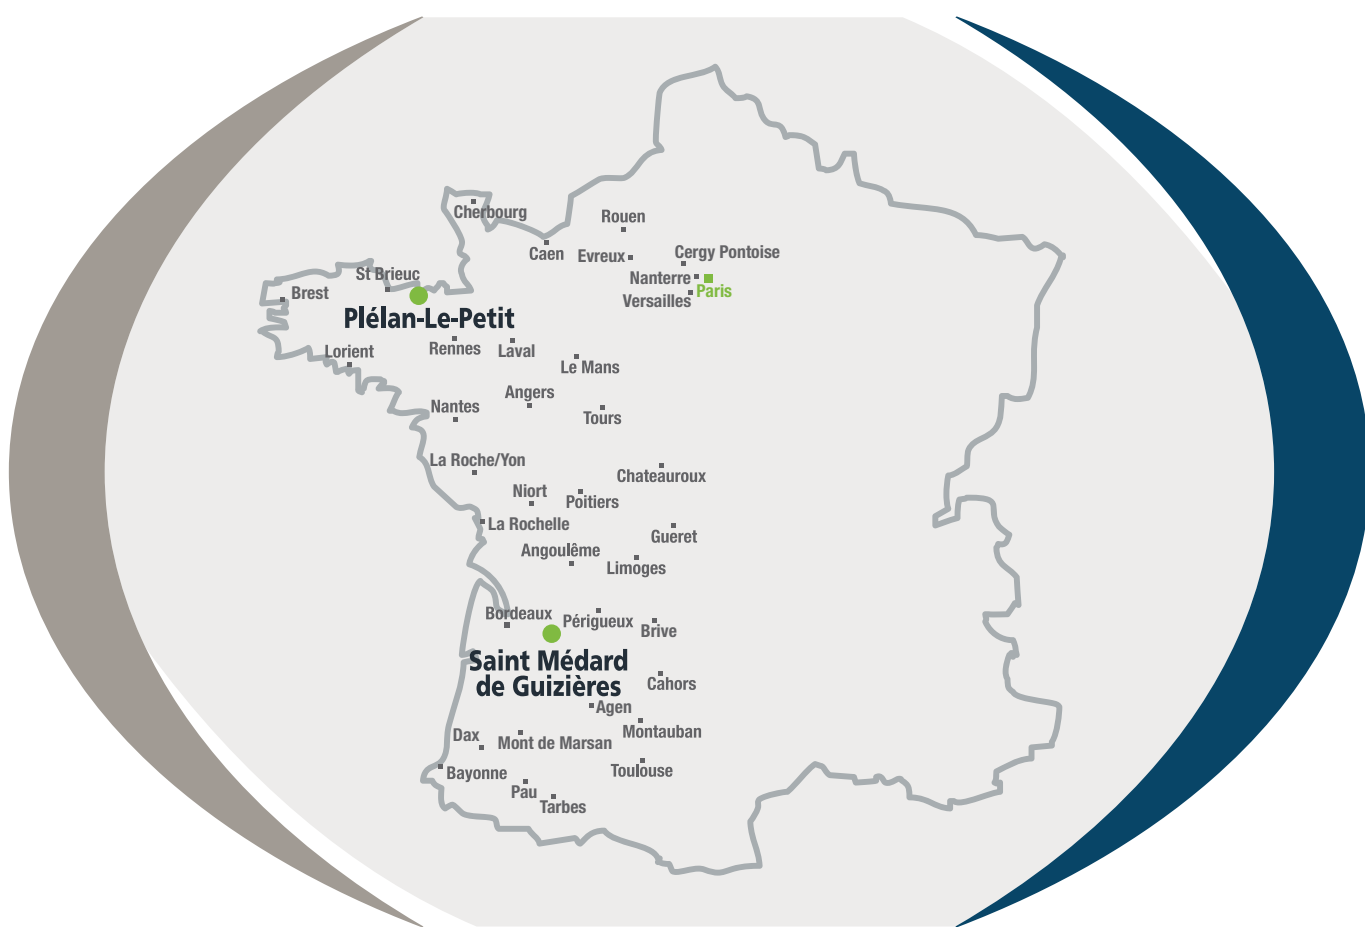 Cherbourg
Rouen
Caen
Evreux
Cergy Pontoise
St Brieuc
Nanterre
Brest
Versailles
Paris
Plélan-Le-Petit
Lorient
Rennes
Laval
Le Mans
Angers
Nantes
Tours
La Roche/Yon
Chateauroux
Niort
Poitiers
La Rochelle
Gueret
Angoulême
Limoges
Bordeaux
Périgueux
Brive
Saint Médard
de Guizières
Cahors
Agen
Montauban
Dax
Mont de Marsan
Bayonne
Toulouse
Pau
Tarbes